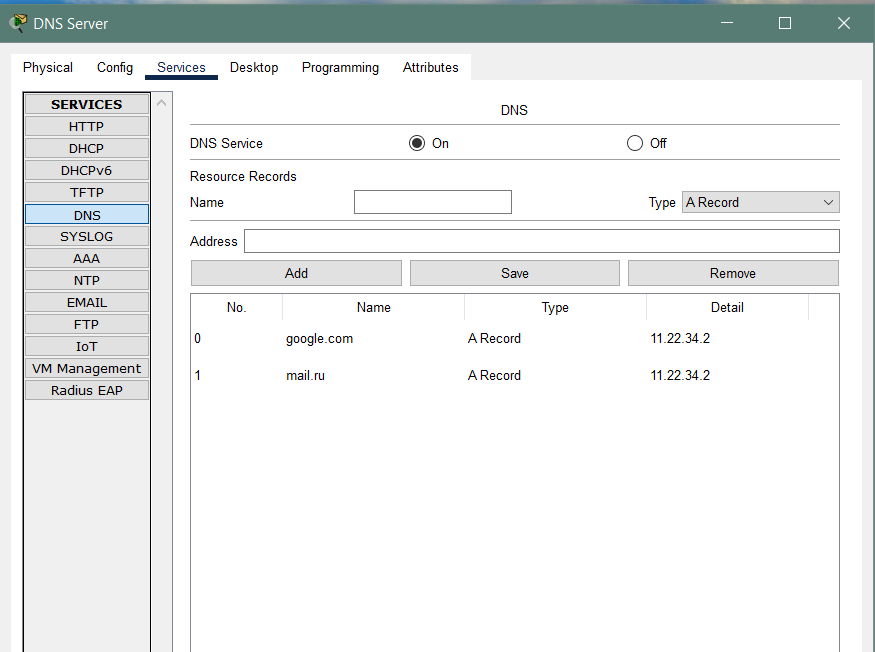 DNS Server
Physical Config Services Desktop Programming Attributes
SERVICES
HTTP
DHCP
DHCPv6
TFTP
DNS
SYSLOG
AAA
NTP
EMAIL
FTP
IoT
VM Management
Radius EAP
DNS
DNS Service On Off
Resource Records
Name Type A Record
Address
Add Save Remove
No. Name Type Detail
0 google.com A Record 11.22.34.2
1 mail.ru A Record 11.22.34.2